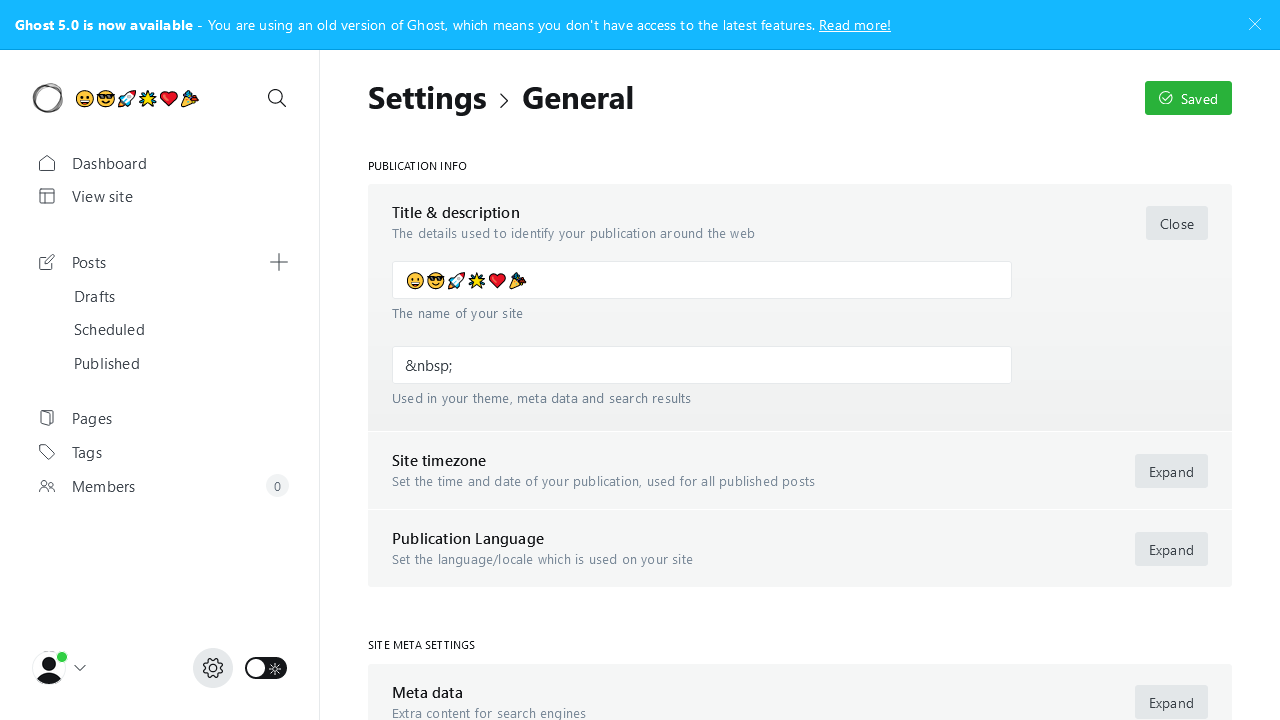 Ghost 5.0 is now available - You are using an old version of Ghost, which means you don't have access to the latest features. Read more!
😀😎🚀🌟❤️🎉
Settings > General
Saved
Dashboard
View site
Posts
Drafts
Scheduled
Published
Pages
Tags
Members 0
PUBLICATION INFO
Title & description
The details used to identify your publication around the web
Close
😀😎🚀🌟❤️🎉
The name of your site
&nbsp;
Used in your theme, meta data and search results
Site timezone
Set the time and date of your publication, used for all published posts
Expand
Publication Language
Set the language/locale which is used on your site
Expand
SITE META SETTINGS
Meta data
Extra content for search engines
Expand